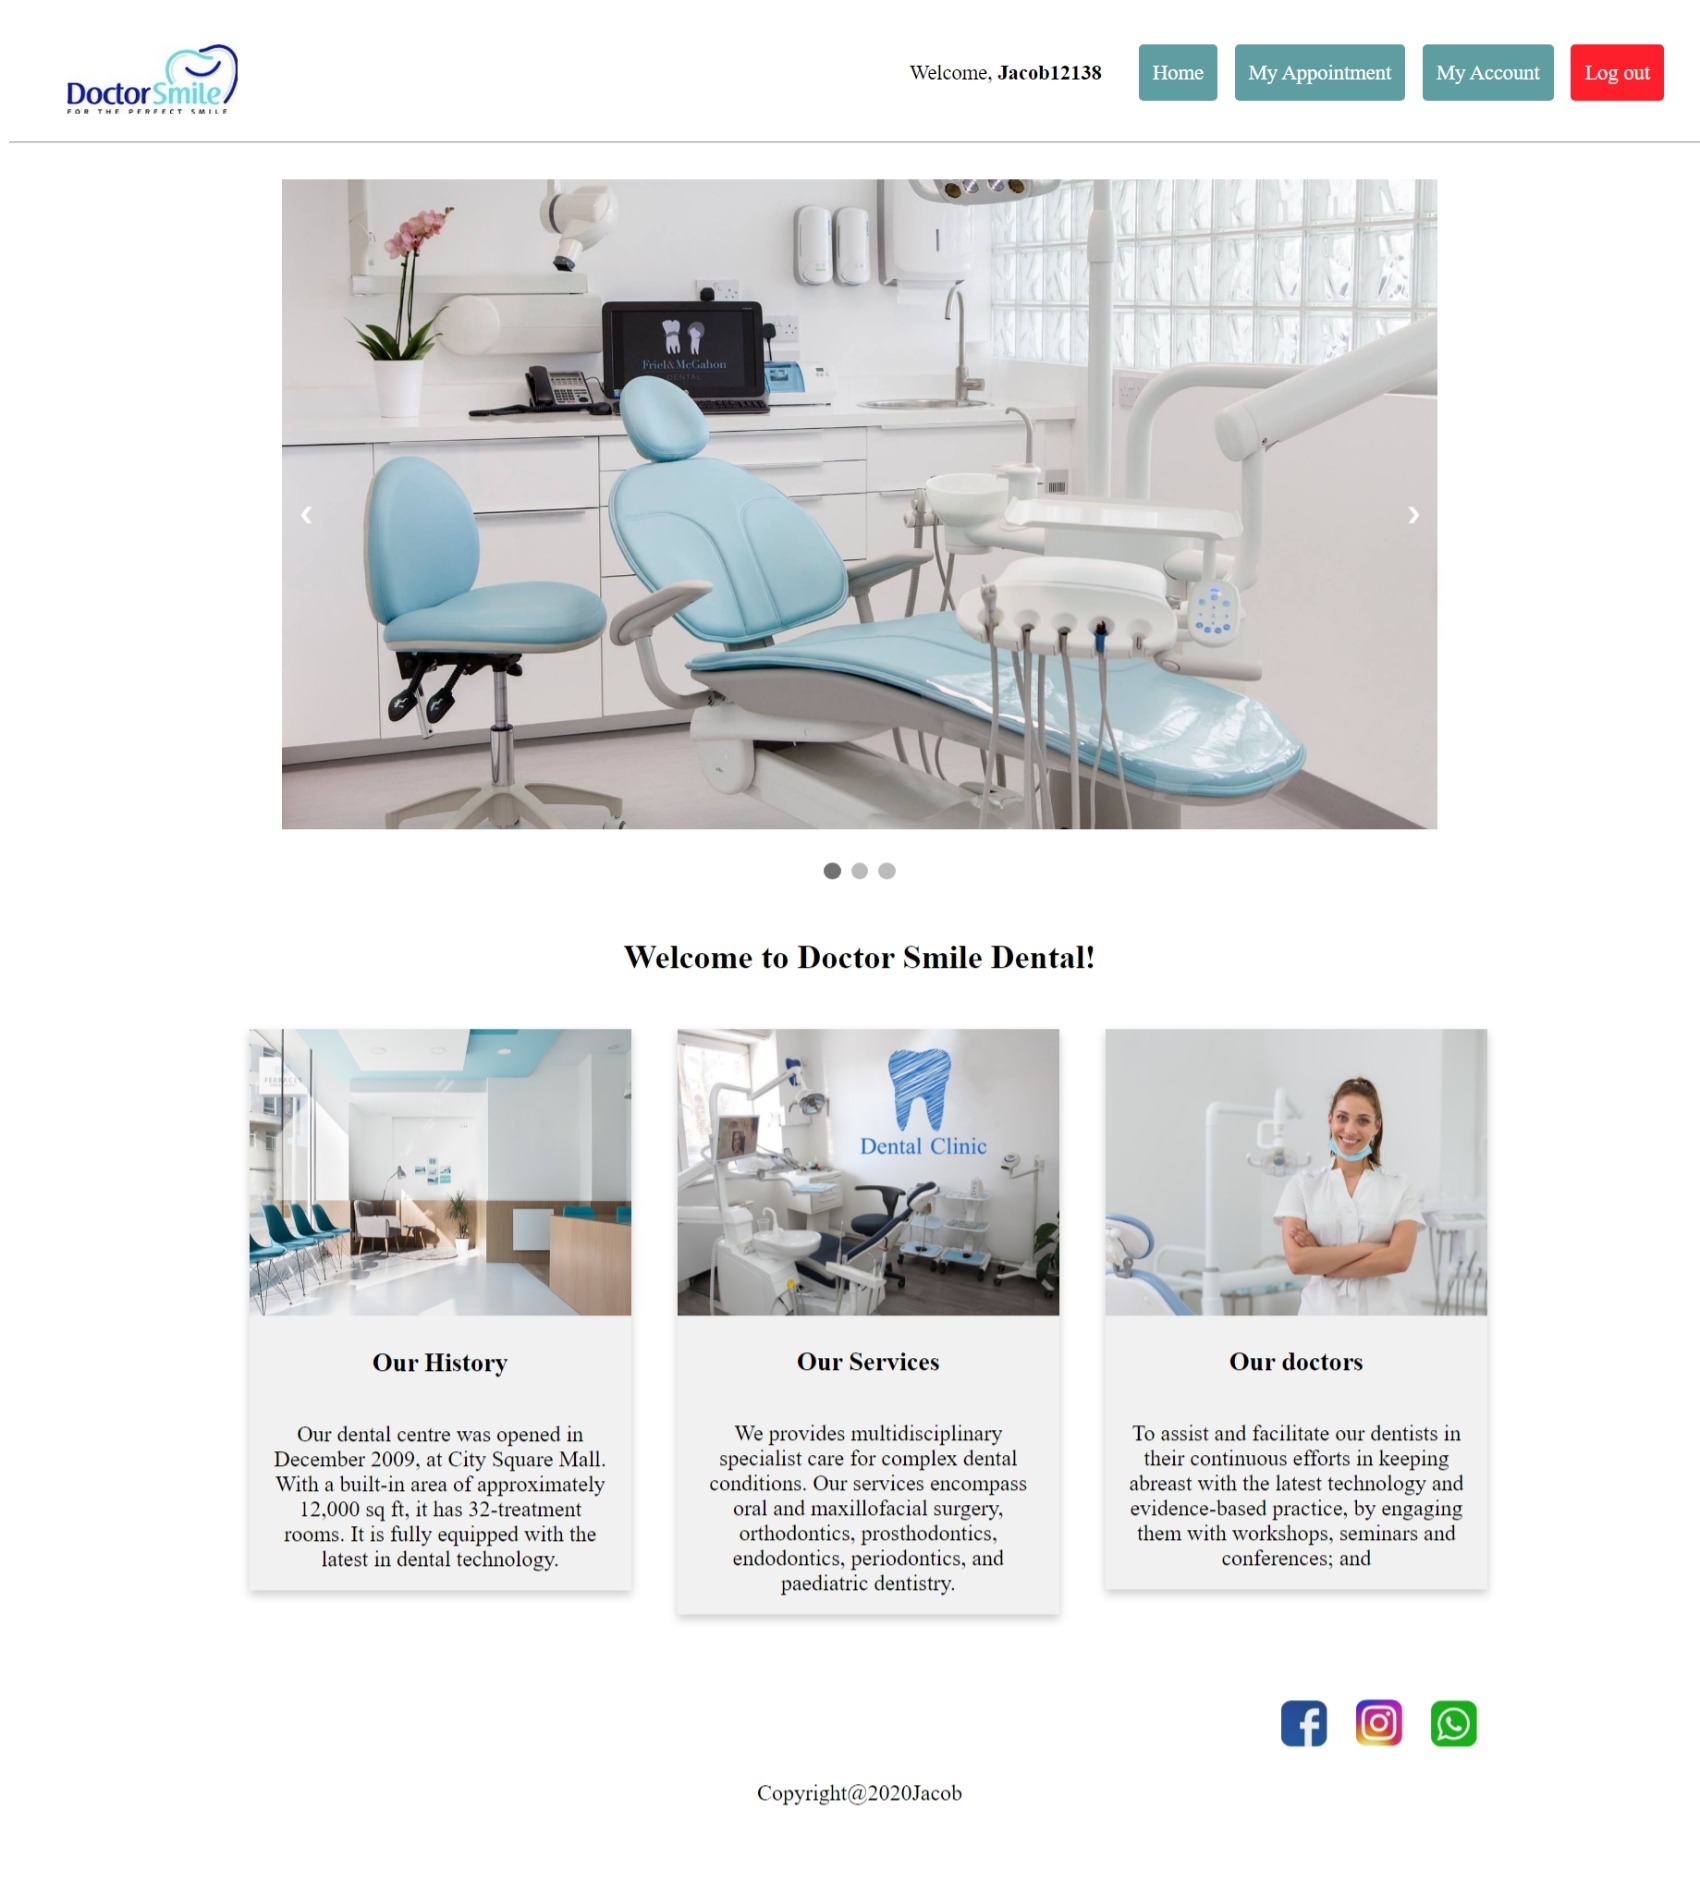 DoctorSmile
FOR THE PERFECT SMILE
Welcome, Jacob12138
Home
My Appointment
My Account
Log out
Friel&McGahon
DENTAL
‹
›
Welcome to Doctor Smile Dental!
Dental Clinic
Our History
Our dental centre was opened in
December 2009, at City Square Mall.
With a built-in area of approximately
12,000 sq ft, it has 32-treatment
rooms. It is fully equipped with the
latest in dental technology.
Our Services
We provides multidisciplinary
specialist care for complex dental
conditions. Our services encompass
oral and maxillofacial surgery,
orthodontics, prosthodontics,
endodontics, periodontics, and
paediatric dentistry.
Our doctors
To assist and facilitate our dentists in
their continuous efforts in keeping
abreast with the latest technology and
evidence-based practice, by engaging
them with workshops, seminars and
conferences; and
Copyright@2020Jacob